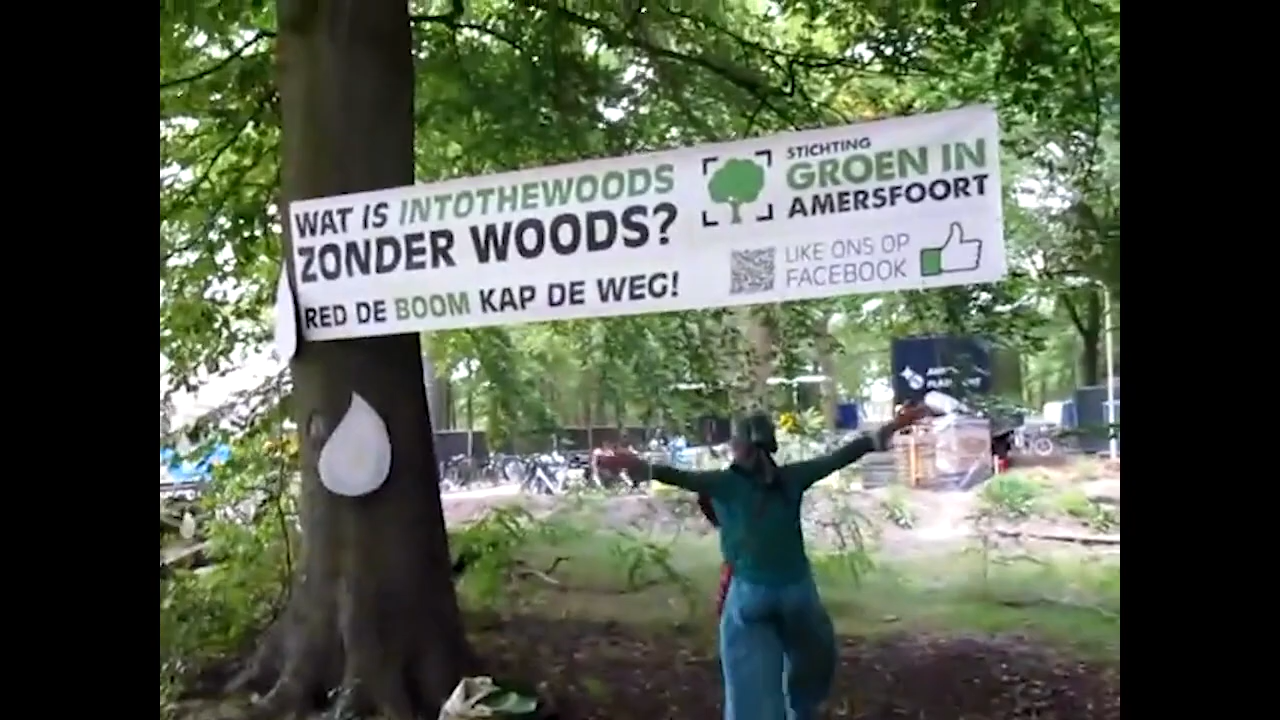 WAT IS INTOTHEWOODS
ZONDER WOODS?
RED DE BOOM KAP DE WEG!
STICHTING
GROEN IN
AMERSFOORT
LIKE ONS OP
FACEBOOK